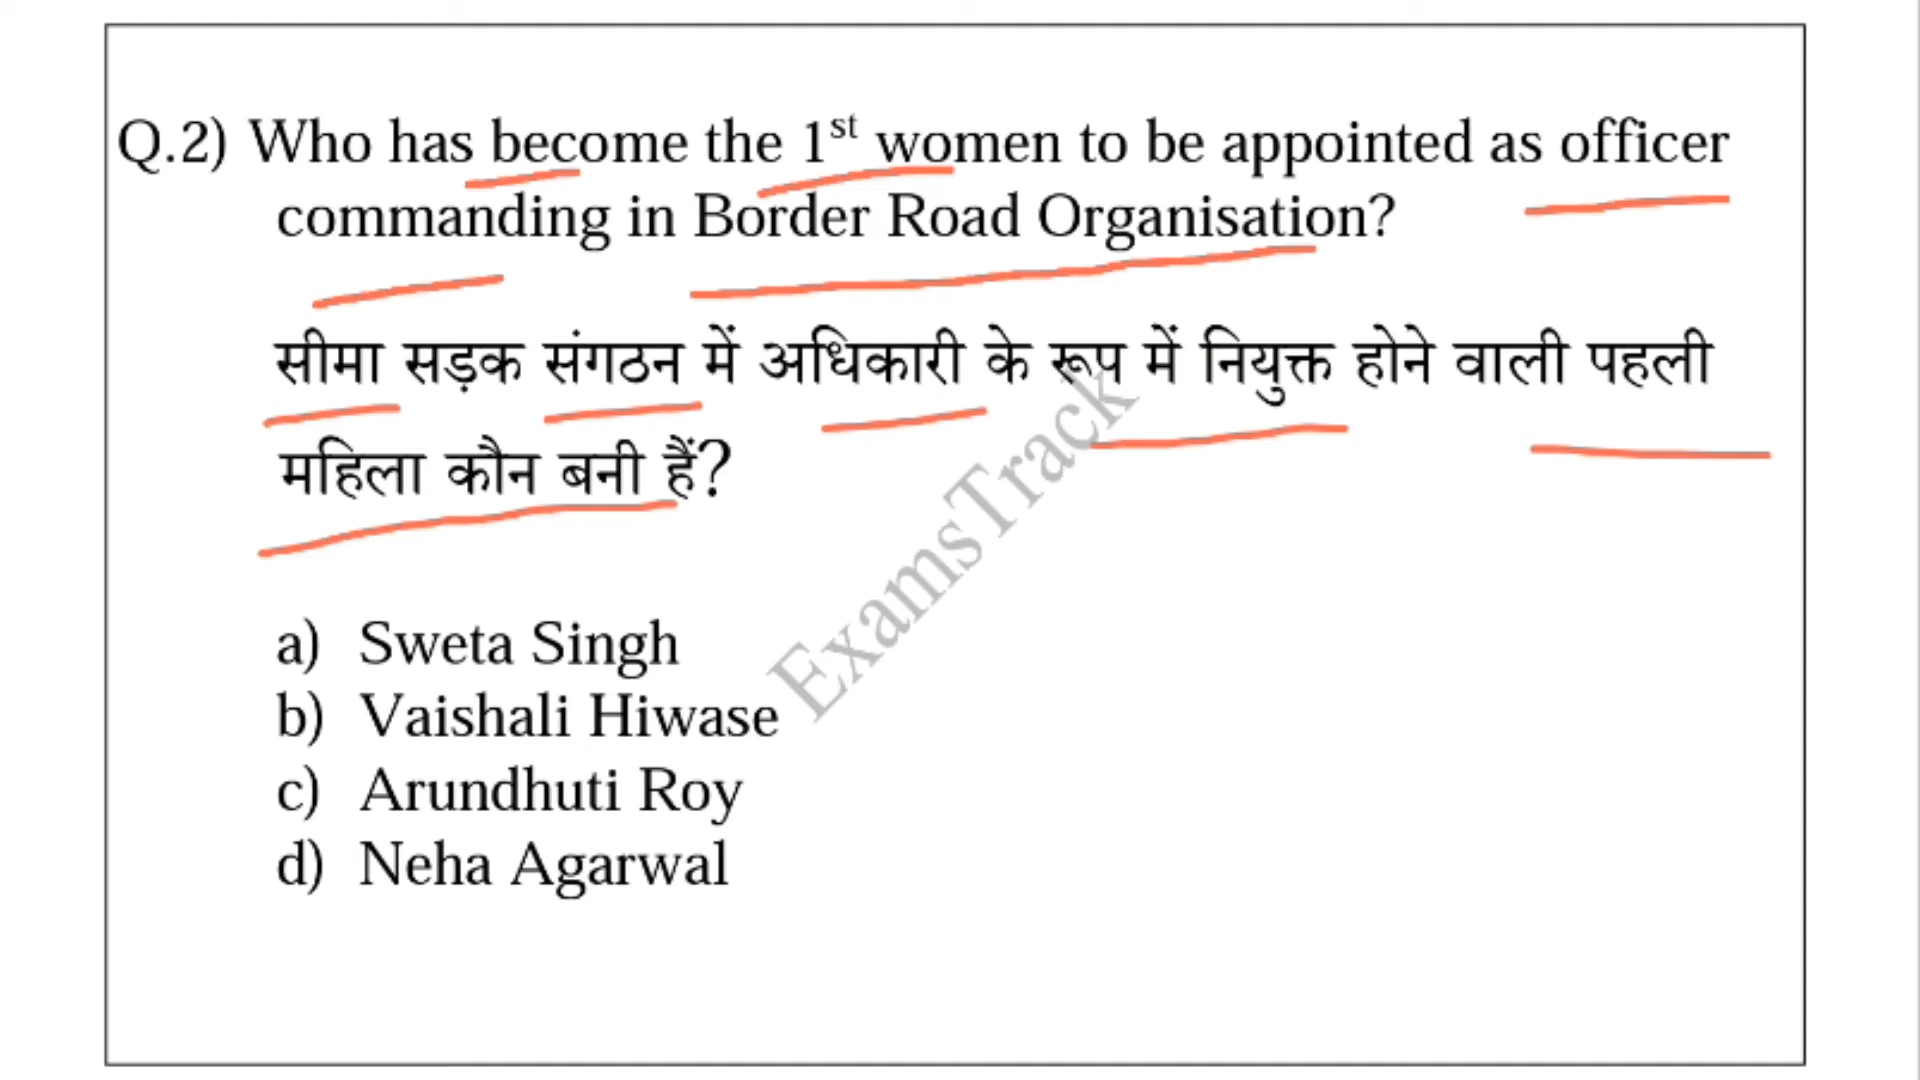 Q.2) Who has become the 1st women to be appointed as officer
commanding in Border Road Organisation?
सीमा सड़क संगठन में अधिकारी के रूप में नियुक्त होने वाली पहली
महिला कौन बनी हैं?
a) Sweta Singh
b) Vaishali Hiwase
c) Arundhuti Roy
d) Neha Agarwal
ExamsTrack